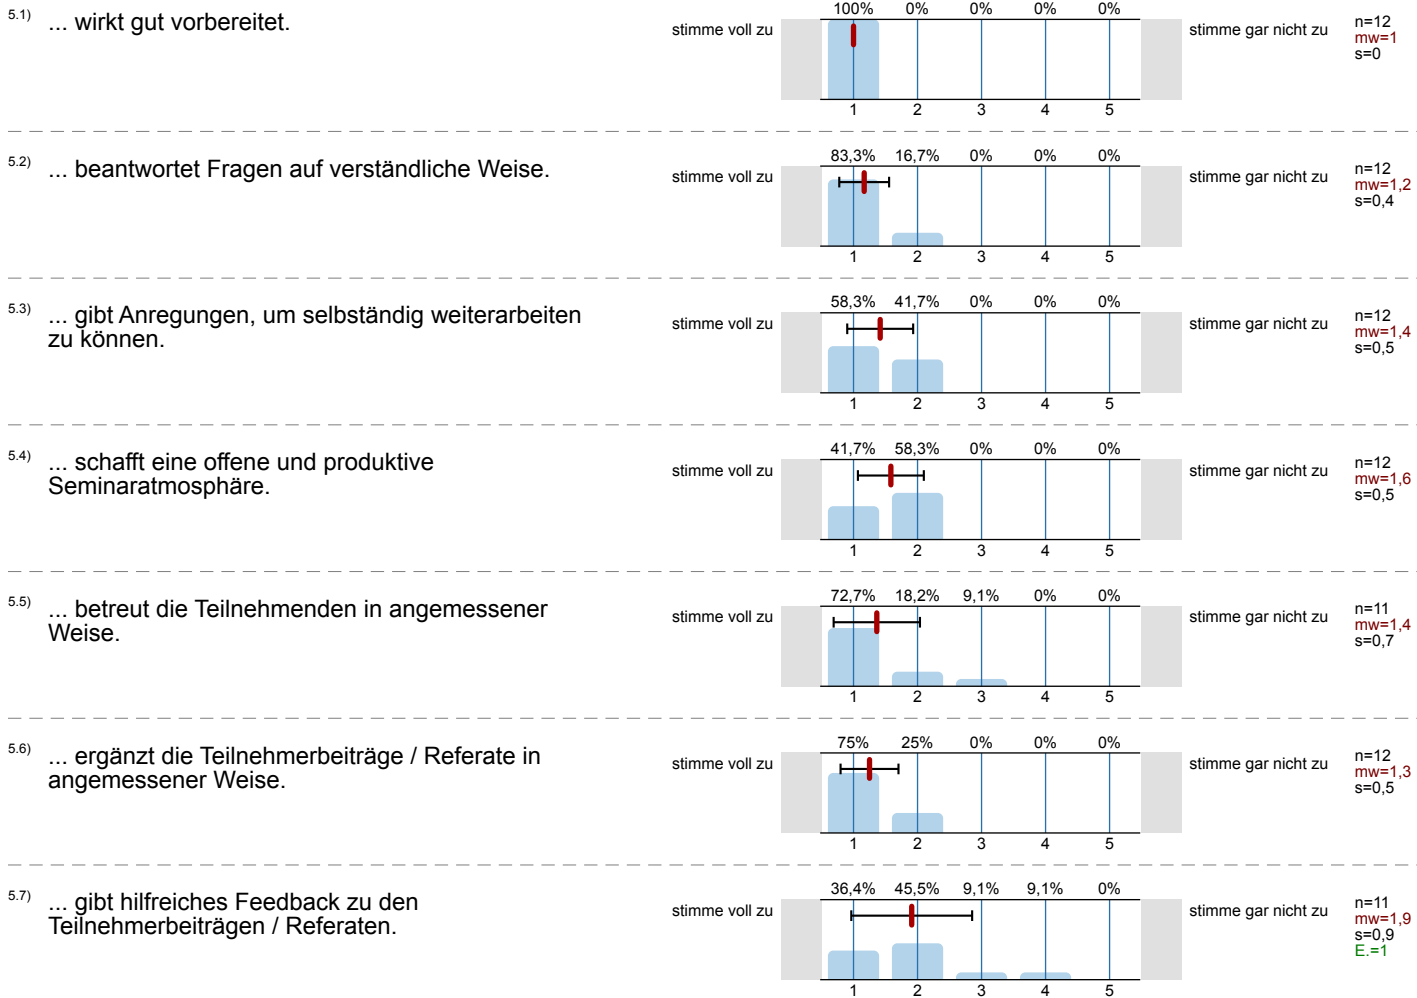 5.1) ... wirkt gut vorbereitet.
stimme voll zu
100% 0% 0% 0% 0%
1 2 3 4 5
stimme gar nicht zu
n=12
mw=1
s=0
5.2) ... beantwortet Fragen auf verständliche Weise.
stimme voll zu
83,3% 16,7% 0% 0% 0%
1 2 3 4 5
stimme gar nicht zu
n=12
mw=1,2
s=0,4
5.3) ... gibt Anregungen, um selbständig weiterarbeiten
zu können.
stimme voll zu
58,3% 41,7% 0% 0% 0%
1 2 3 4 5
stimme gar nicht zu
n=12
mw=1,4
s=0,5
5.4) ... schafft eine offene und produktive
Seminaratmosphäre.
stimme voll zu
41,7% 58,3% 0% 0% 0%
1 2 3 4 5
stimme gar nicht zu
n=12
mw=1,6
s=0,5
5.5) ... betreut die Teilnehmenden in angemessener
Weise.
stimme voll zu
72,7% 18,2% 9,1% 0% 0%
1 2 3 4 5
stimme gar nicht zu
n=11
mw=1,4
s=0,7
5.6) ... ergänzt die Teilnehmerbeiträge / Referate in
angemessener Weise.
stimme voll zu
75% 25% 0% 0% 0%
1 2 3 4 5
stimme gar nicht zu
n=12
mw=1,3
s=0,5
5.7) ... gibt hilfreiches Feedback zu den
Teilnehmerbeiträgen / Referaten.
stimme voll zu
36,4% 45,5% 9,1% 9,1% 0%
1 2 3 4 5
stimme gar nicht zu
n=11
mw=1,9
s=0,9
E.=1